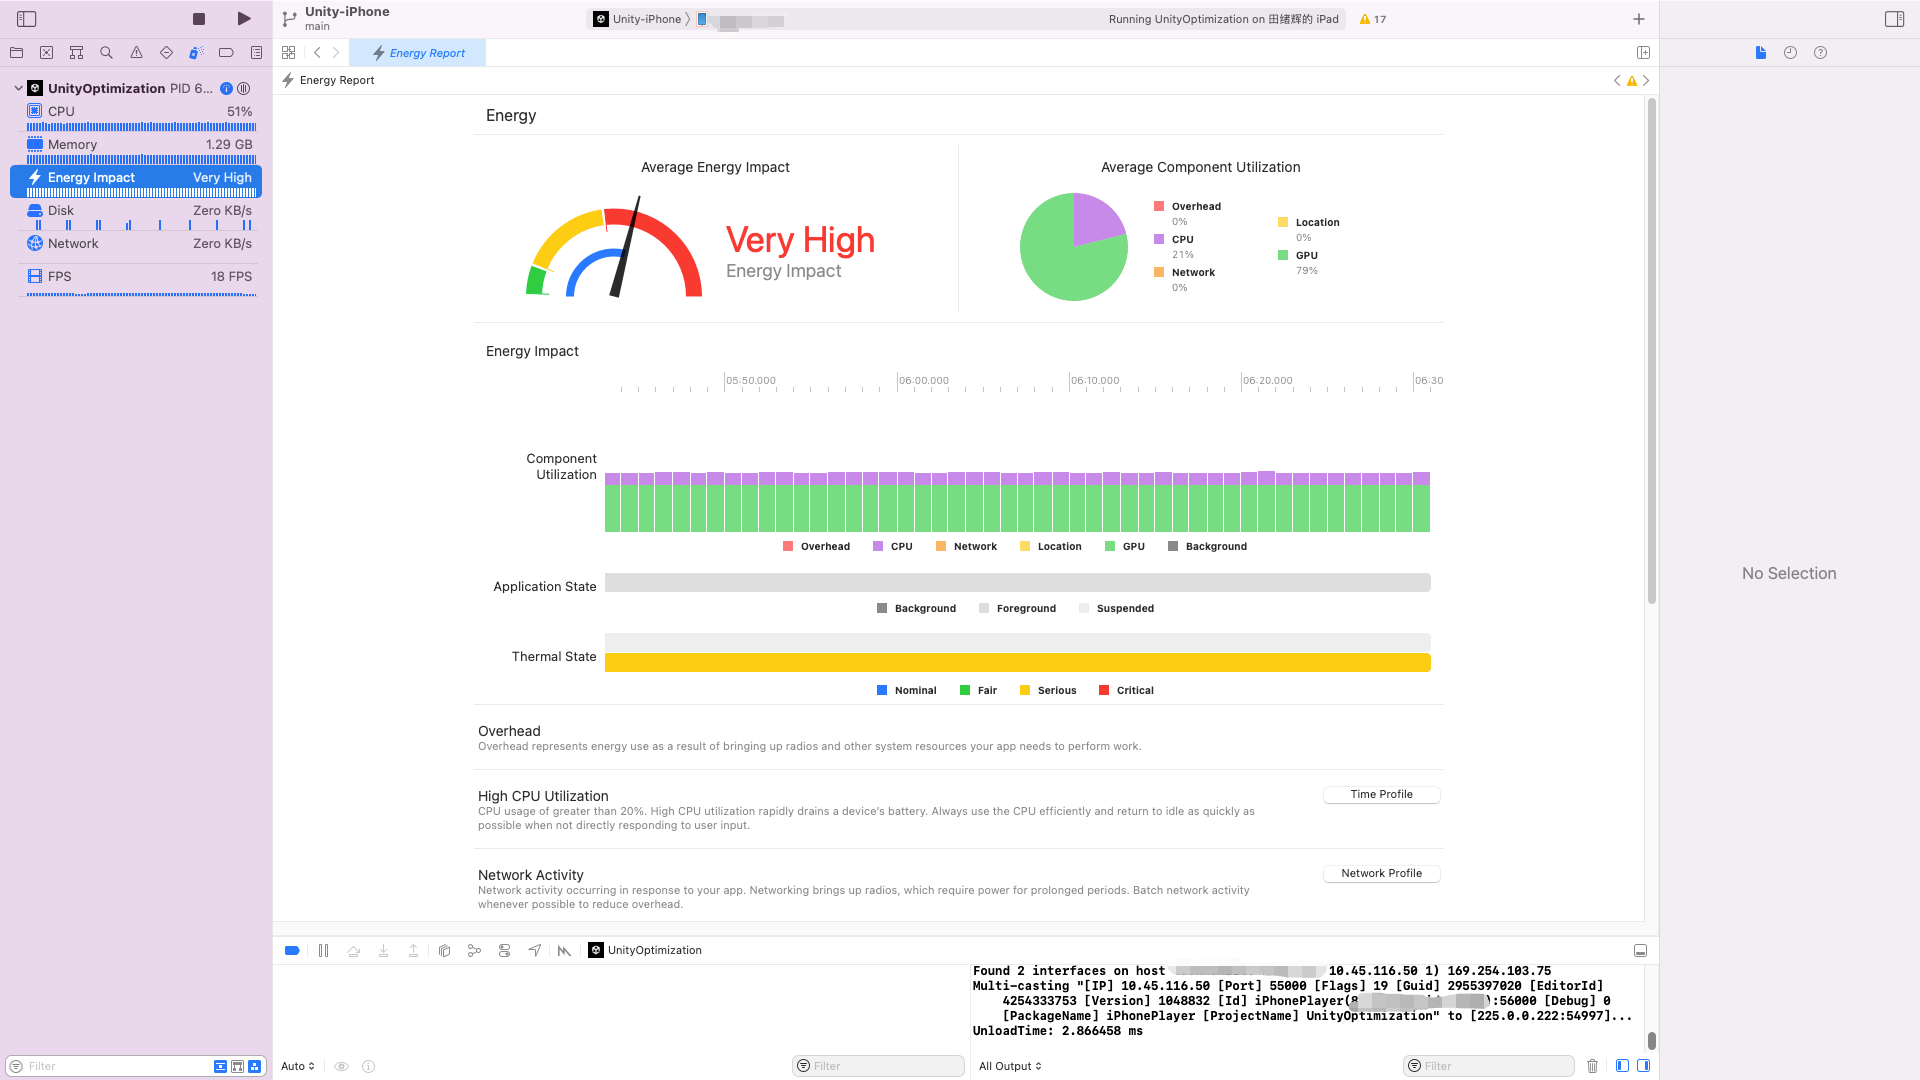 Unity-iPhone
main
Unity-iPhone
Running UnityOptimization on 田绪辉的 iPad
17
Energy Report
Energy Report
UnityOptimization PID 6...
CPU 51%
Memory 1.29 GB
Energy Impact Very High
Disk Zero KB/s
Network Zero KB/s
FPS 18 FPS
Energy
Average Energy Impact
Very High
Energy Impact
Average Component Utilization
Overhead
0%
CPU
21%
Network
0%
Location
0%
GPU
79%
Energy Impact
05:50.000 06:00.000 06:10.000 06:20.000 06:30
Component
Utilization
Overhead CPU Network Location GPU Background
Application State
Background Foreground Suspended
Thermal State
Nominal Fair Serious Critical
Overhead
Overhead represents energy use as a result of bringing up radios and other system resources your app needs to perform work.
High CPU Utilization
Time Profile
CPU usage of greater than 20%. High CPU utilization rapidly drains a device's battery. Always use the CPU efficiently and return to idle as quickly as
possible when not directly responding to user input.
Network Activity
Network Profile
Network activity occurring in response to your app. Networking brings up radios, which require power for prolonged periods. Batch network activity
whenever possible to reduce overhead.
No Selection
UnityOptimization
Found 2 interfaces on host 10.45.116.50 1) 169.254.103.75
Multi-casting "[IP] 10.45.116.50 [Port] 55000 [Flags] 19 [Guid] 2955397020 [EditorId]
4254333753 [Version] 1048832 [Id] iPhonePlayer( ):56000 [Debug] 0
[PackageName] iPhonePlayer [ProjectName] UnityOptimization" to [225.0.0.222:54997]...
UnloadTime: 2.866458 ms
Filter
Auto
Filter
All Output
Filter